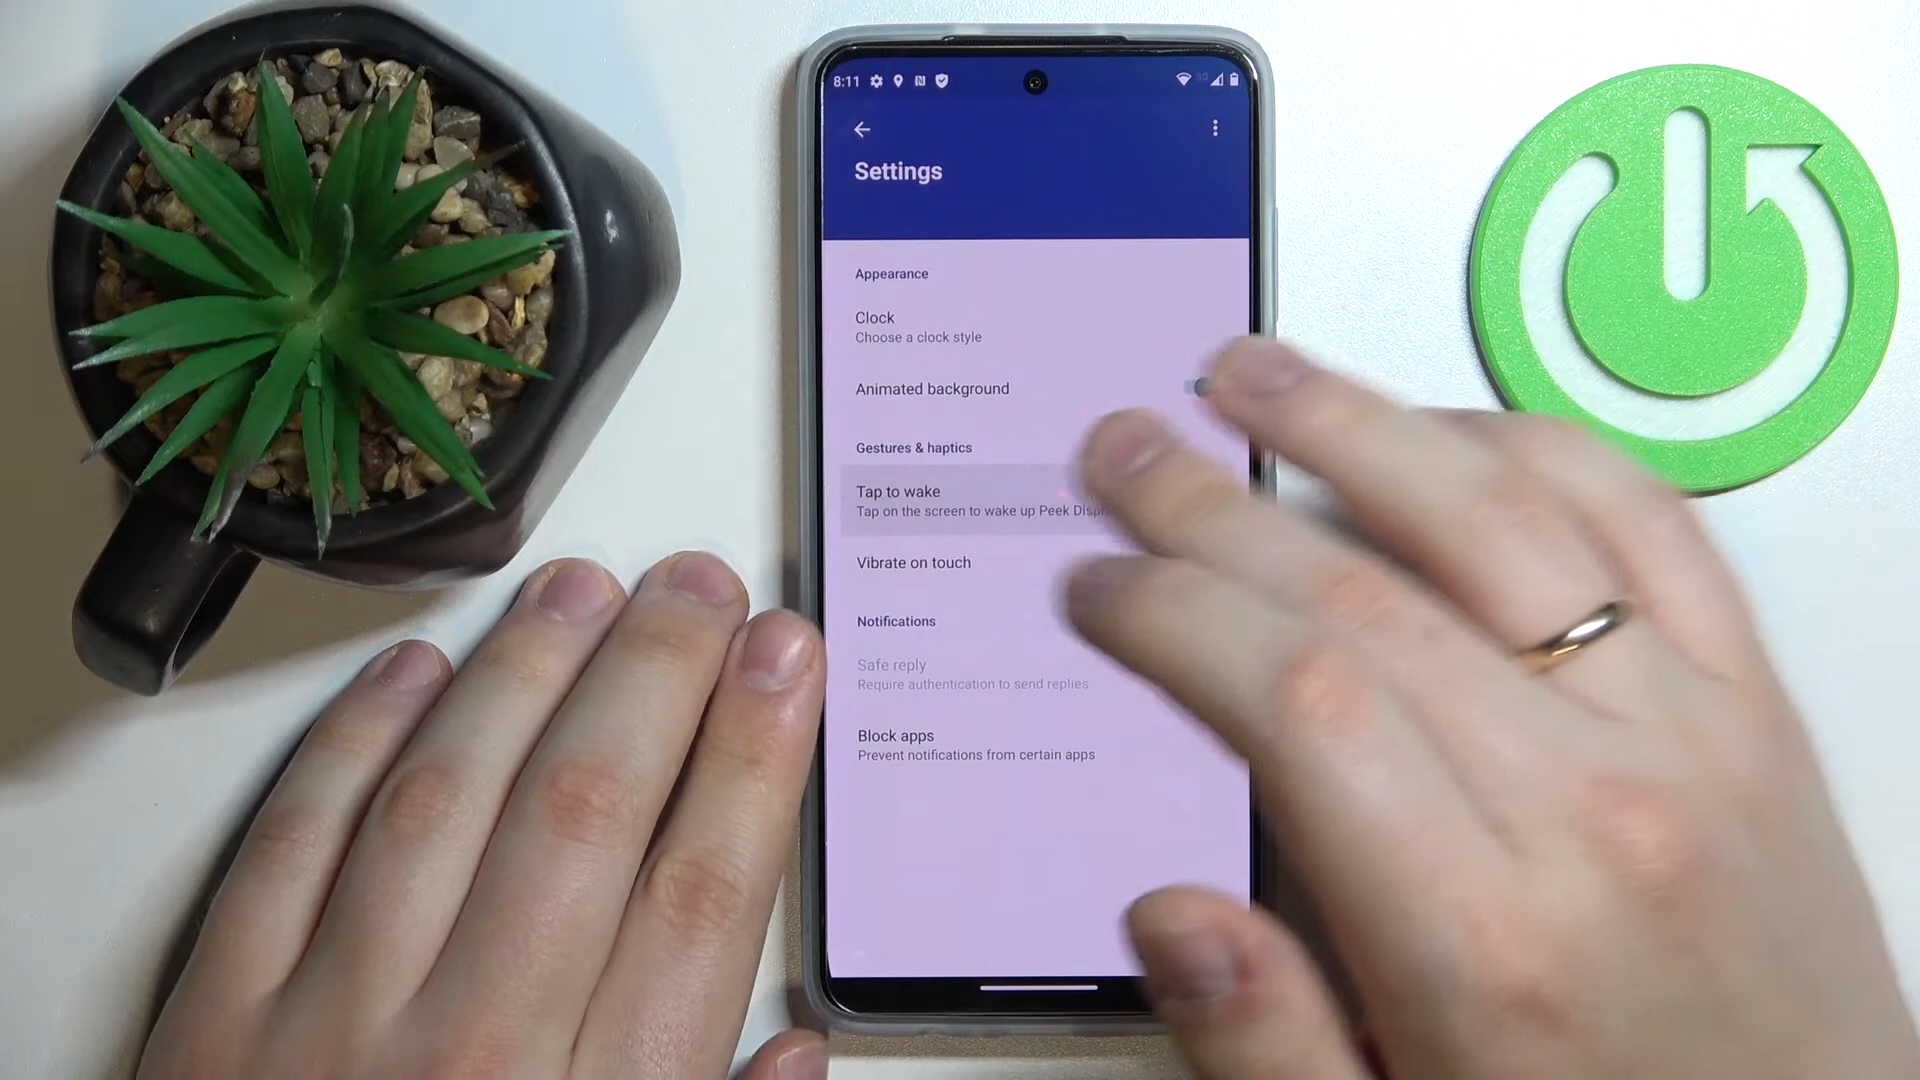 8:11
Settings
Appearance
Clock
Choose a clock style
Animated background
Gestures & haptics
Tap to wake
Tap on the screen to wake up Peek
Vibrate on touch
Notifications
Safe reply
Require authentication to send replies
Block apps
Prevent notifications from certain apps